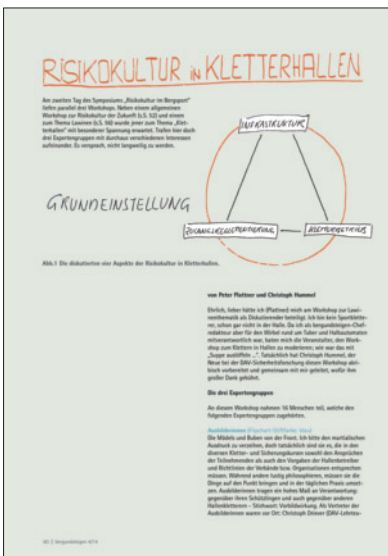 RISIKOKULTUR IN KLETTERHALLEN
Am zweiten Tag des Symposiums „Risikokultur im Bergsport"
liefen parallel drei Workshops. Neben einem allgemeinen
Workshop zur Risikokultur der Zukunft (s.S. 52) und einem
zum Thema Lawinen (s.S. 56) wurde jener zum Thema „Klet-
terhallen" mit besonderer Spannung erwartet. Trafen hier doch
drei Expertengruppen mit durchaus verschiedenen Interessen
aufeinander. Es versprach, nicht langweilig zu werden.
INFRASTRUKTUR
GRUNDEINSTELLUNG
ZUGANGSREGLEMENTIERUNG
KLETTERBETRIEB
Abb.1 Die diskutierten vier Aspekte der Risikokultur in Kletterhallen.
von Peter Plattner und Christoph Hummel
Ehrlich, lieber hätte ich (Plattner) mich am Workshop zur Lawi-
nenthematik als Diskutierender beteiligt. Ich bin kein Sportklette-
rer, schon gar nicht in der Halle. Da ich als bergundsteigen-Chef-
redakteur aber für den Wirbel rund um Tuber und Halbautomaten
mitverantwortlich war, baten mich die Veranstalter, den Work-
shop zum Klettern in Hallen zu moderieren; wie war das mit
„Suppe auslöffeln ...". Tatsächlich hat Christoph Hummel, der
Neue bei der DAV-Sicherheitsforschung diesen Workshop akri-
bisch vorbereitet und gemeinsam mit mir geleitet, wofür ihm
großer Dank gebührt.
Die drei Expertengruppen
An diesem Workshop nahmen 16 Menschen teil, welche den
folgenden Expertengruppen zugehörten.
Ausbilderinnen
Die Mädels und Buben von der Front. Ich bitte den martialischen
Ausdruck zu verzeihen, doch tatsächlich sind sie es, die in den
diversen Kletter- und Sicherungskursen sowohl den Ansprüchen
der Teilnehmenden als auch den Vorgaben der Hallenbetreiber
und Richtlinien der Verbände bzw. Organisationen entsprechen
müssen. Während andere lustig philosophieren, müssen sie die
Dinge auf den Punkt bringen und in der täglichen Praxis umset-
zen. Ausbilderinnen tragen ein hohes Maß an Verantwortung:
gegenüber ihren Schützlingen und auch gegenüber anderen
Hallenkletterern – Stichwort: Vorbildwirkung. Als Vertreter der
Ausbilderinnen waren vor Ort: Christoph Driever (DAV-Lehrtea-
60 | bergundsteigen 4/14